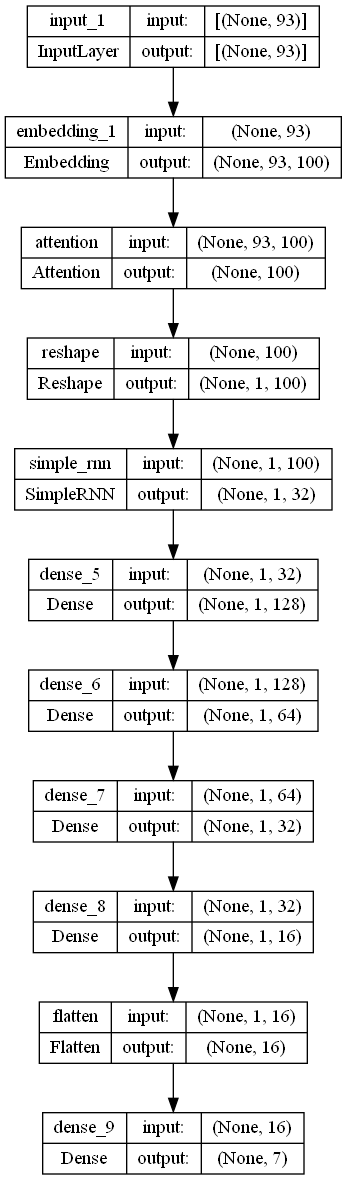 input_1 input: [(None, 93)]
InputLayer output: [(None, 93)]
embedding_1 input: (None, 93)
Embedding output: (None, 93, 100)
attention input: (None, 93, 100)
Attention output: (None, 100)
reshape input: (None, 100)
Reshape output: (None, 1, 100)
simple_rnn input: (None, 1, 100)
SimpleRNN output: (None, 1, 32)
dense_5 input: (None, 1, 32)
Dense output: (None, 1, 128)
dense_6 input: (None, 1, 128)
Dense output: (None, 1, 64)
dense_7 input: (None, 1, 64)
Dense output: (None, 1, 32)
dense_8 input: (None, 1, 32)
Dense output: (None, 1, 16)
flatten input: (None, 1, 16)
Flatten output: (None, 16)
dense_9 input: (None, 16)
Dense output: (None, 7)